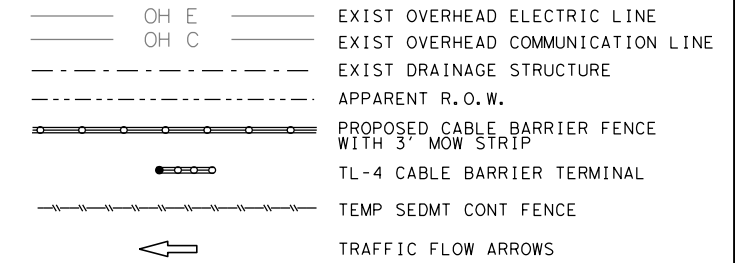 OH E EXIST OVERHEAD ELECTRIC LINE
OH C EXIST OVERHEAD COMMUNICATION LINE
EXIST DRAINAGE STRUCTURE
APPARENT R.O.W.
PROPOSED CABLE BARRIER FENCE
WITH 3' MOW STRIP
TL-4 CABLE BARRIER TERMINAL
TEMP SEDMT CONT FENCE
TRAFFIC FLOW ARROWS